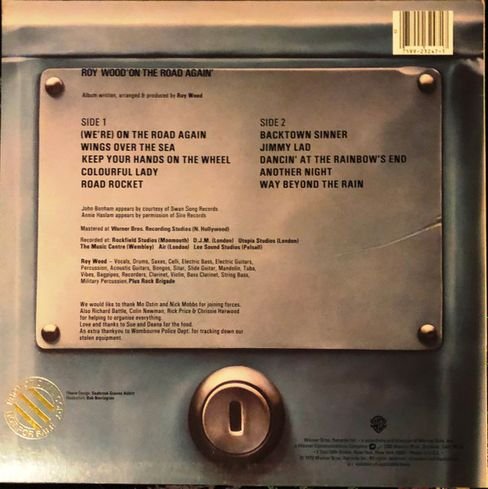 ROY WOOD 'ON THE ROAD AGAIN'
Album written, arranged & produced by Roy Wood
SIDE 1
(WE'RE) ON THE ROAD AGAIN
WINGS OVER THE SEA
KEEP YOUR HANDS ON THE WHEEL
COLOURFUL LADY
ROAD ROCKET
SIDE 2
BACKTOWN SINNER
JIMMY LAD
DANCIN' AT THE RAINBOW'S END
ANOTHER NIGHT
WAY BEYOND THE RAIN
John Bonham appears by courtesy of Swan Song Records
Annie Haslam appears by permission of Sire Records
Mastered at Warner Bros. Recording Studios (N. Hollywood)
Recorded at: Rockfield Studios (Monmouth) D.J.M. (London) Utopia Studios (London)
The Music Centre (Wembley) Air (London) Lee Sound Studios (Pelsall)
Roy Wood – Vocals, Drums, Saxes, Celli, Electric Bass, Electric Guitars,
Percussion, Acoustic Guitars, Bongos, Sitar, Slide Guitar, Mandolin, Tuba,
Vibes, Bagpipes, Recorders, Clarinet, Violin, Bass Clarinet, String Bass,
Military Percussion, Plus Rock Brigade
We would like to thank Mo Ostin and Nick Mobbs for joining forces.
Also Richard Battle, Colin Newman, Rick Price & Chrissie Harwood
for helping to organise everything.
Love and thanks to Sue and Deana for the food.
An extra thankyou to Wombourne Police Dept. for tracking down our
stolen equipment.